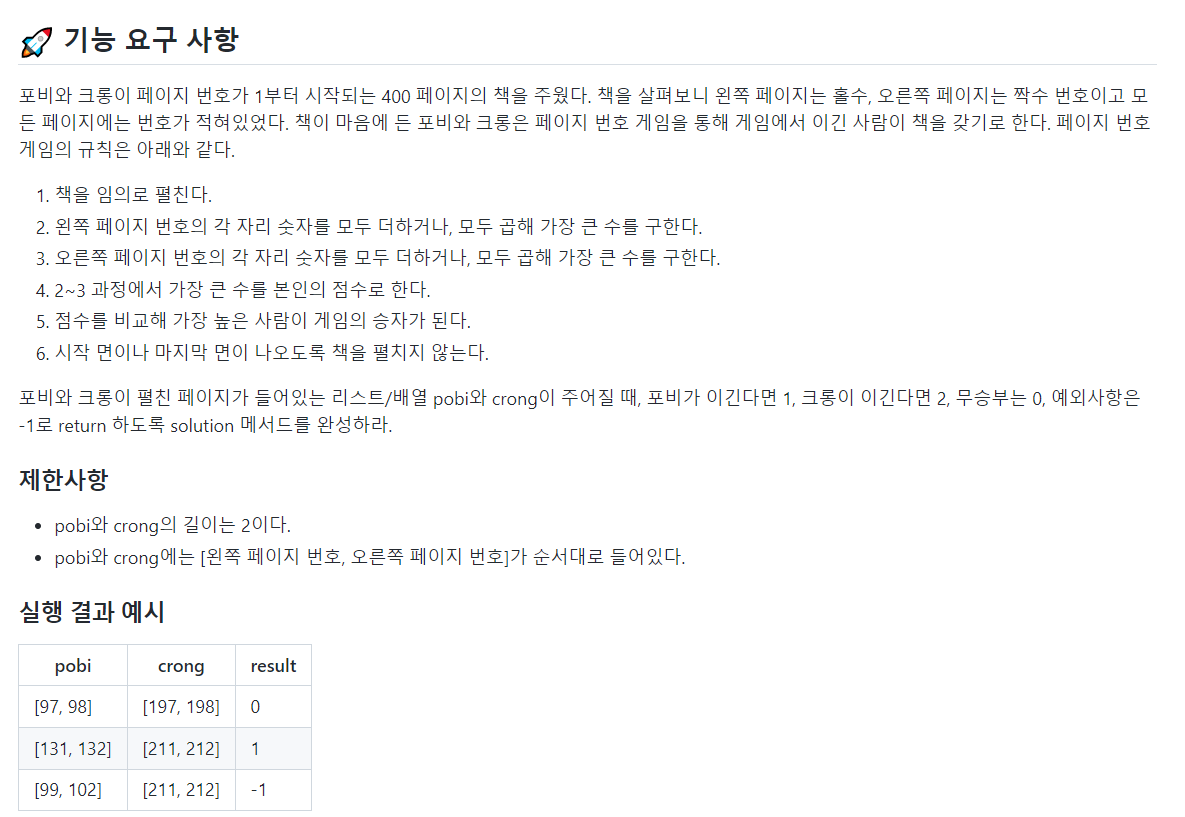 🚀 기능 요구 사항
포비와 크롱이 페이지 번호가 1부터 시작되는 400 페이지의 책을 주웠다. 책을 살펴보니 왼쪽 페이지는 홀수, 오른쪽 페이지는 짝수 번호이고 모
든 페이지에는 번호가 적혀있었다. 책이 마음에 든 포비와 크롱은 페이지 번호 게임을 통해 게임에서 이긴 사람이 책을 갖기로 한다. 페이지 번호
게임의 규칙은 아래와 같다.
1. 책을 임의로 펼친다.
2. 왼쪽 페이지 번호의 각 자리 숫자를 모두 더하거나, 모두 곱해 가장 큰 수를 구한다.
3. 오른쪽 페이지 번호의 각 자리 숫자를 모두 더하거나, 모두 곱해 가장 큰 수를 구한다.
4. 2~3 과정에서 가장 큰 수를 본인의 점수로 한다.
5. 점수를 비교해 가장 높은 사람이 게임의 승자가 된다.
6. 시작 면이나 마지막 면이 나오도록 책을 펼치지 않는다.
포비와 크롱이 펼친 페이지가 들어있는 리스트/배열 pobi와 crong이 주어질 때, 포비가 이긴다면 1, 크롱이 이긴다면 2, 무승부는 0, 예외사항은
-1로 return 하도록 solution 메서드를 완성하라.
제한사항
• pobi와 crong의 길이는 2이다.
• pobi와 crong에는 [왼쪽 페이지 번호, 오른쪽 페이지 번호]가 순서대로 들어있다.
실행 결과 예시
pobi crong result
[97, 98] [197, 198] 0
[131, 132] [211, 212] 1
[99, 102] [211, 212] -1